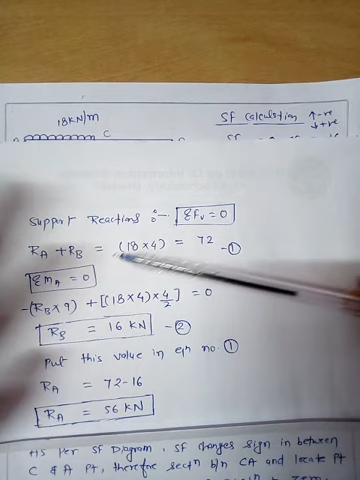 18KN/m
C
SF Calculation ↑-ve
↓+ve
Support Reactions :- Σfv = 0
RA + RB = (18×4) = 72 -①
ΣMA = 0
-(RB×9) + [(18×4)×4/2] = 0
RB = 16 KN -②
Put this value in eqn no. ①
RA = 72-16
RA = 56 KN
As Per SF Diagram, SF changes sign in between
C & A Pt, therefore sectn b/n CA and locate Pt